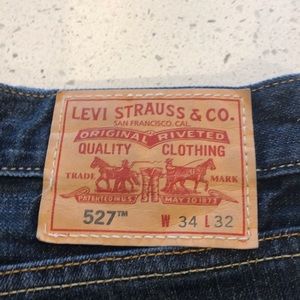 LEVI STRAUSS & CO.
SAN FRANCISCO, CAL.
ORIGINAL RIVETED
QUALITY CLOTHING
TRADE MARK
PATENTED IN U.S. MAY 20 1873
527™ W 34 L 32